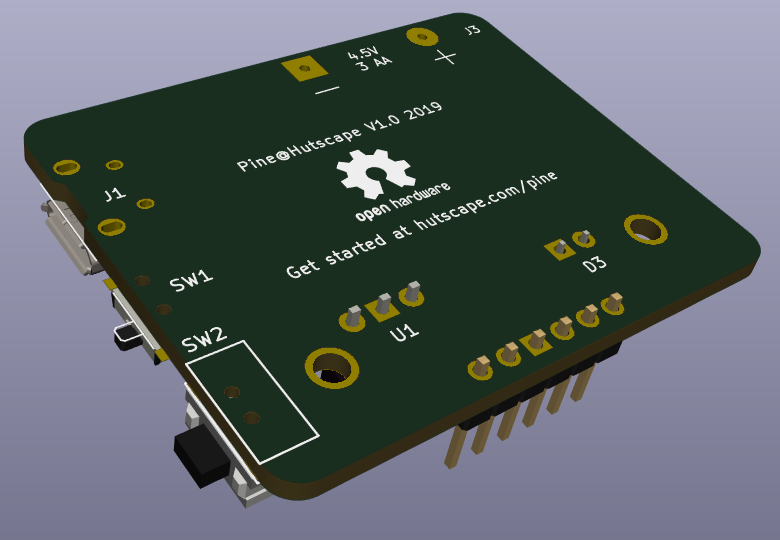 4.5V
3 AA
J3
+
—
Pine@Hutscape V1.0 2019
open hardware
Get started at hutscape.com/pine
J1
SW1
SW2
U1
D3